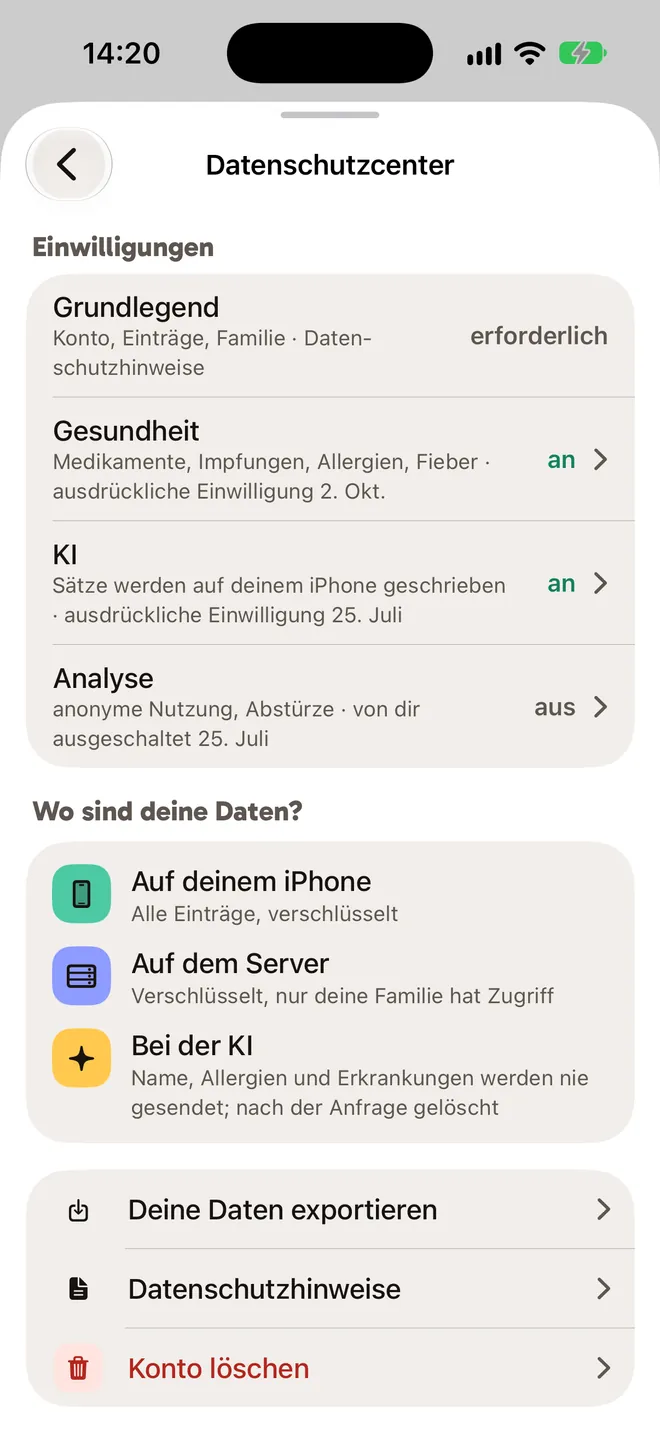 14:20
Datenschutzcenter
Einwilligungen
Grundlegend
Konto, Einträge, Familie · Daten-
schutzhinweise
erforderlich
Gesundheit
Medikamente, Impfungen, Allergien, Fieber ·
ausdrückliche Einwilligung 2. Okt.
an
KI
Sätze werden auf deinem iPhone geschrieben
· ausdrückliche Einwilligung 25. Juli
an
Analyse
anonyme Nutzung, Abstürze · von dir
ausgeschaltet 25. Juli
aus
Wo sind deine Daten?
Auf deinem iPhone
Alle Einträge, verschlüsselt
Auf dem Server
Verschlüsselt, nur deine Familie hat Zugriff
Bei der KI
Name, Allergien und Erkrankungen werden nie
gesendet; nach der Anfrage gelöscht
Deine Daten exportieren
Datenschutzhinweise
Konto löschen